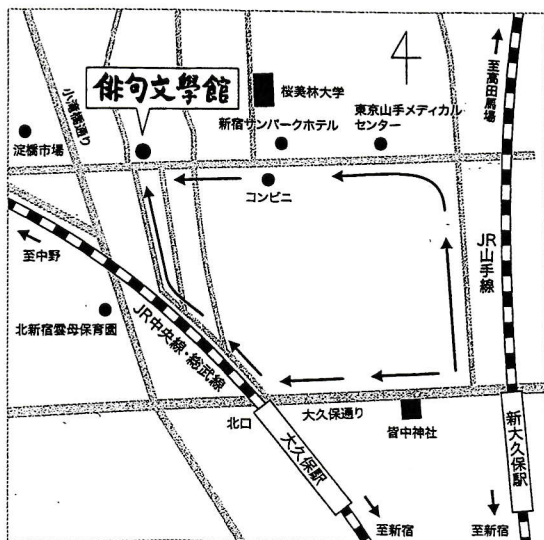 4
至高田馬場
俳句文學館
桜美林大学
小滝橋通り
新宿サンパークホテル
東京山手メディカル
センター
淀橋市場
コンビニ
JR山手線
至中野
北新宿雲母保育園
JR中央線・総武線
北口
大久保通り
皆中神社
大久保駅
新大久保駅
至新宿
至新宿